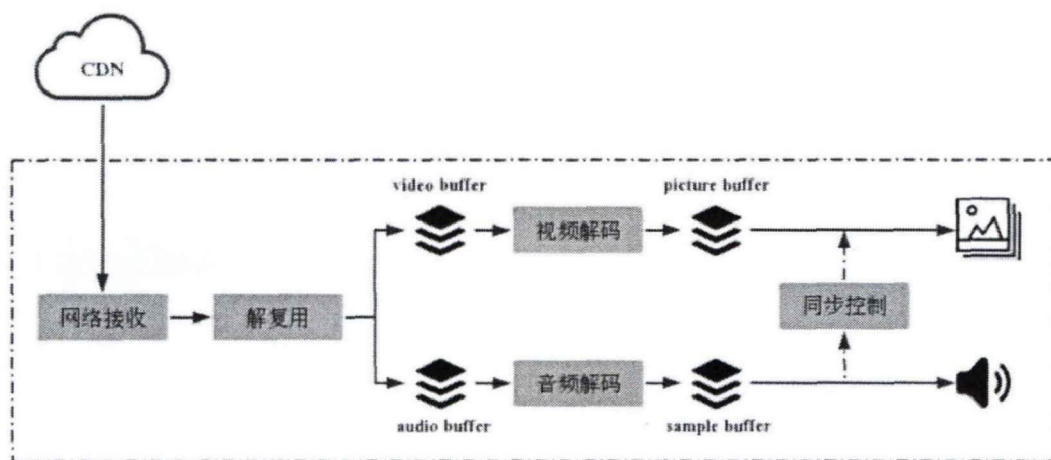 CDN
video buffer
picture buffer
视频解码
网络接收
解复用
同步控制
音频解码
audio buffer
sample buffer